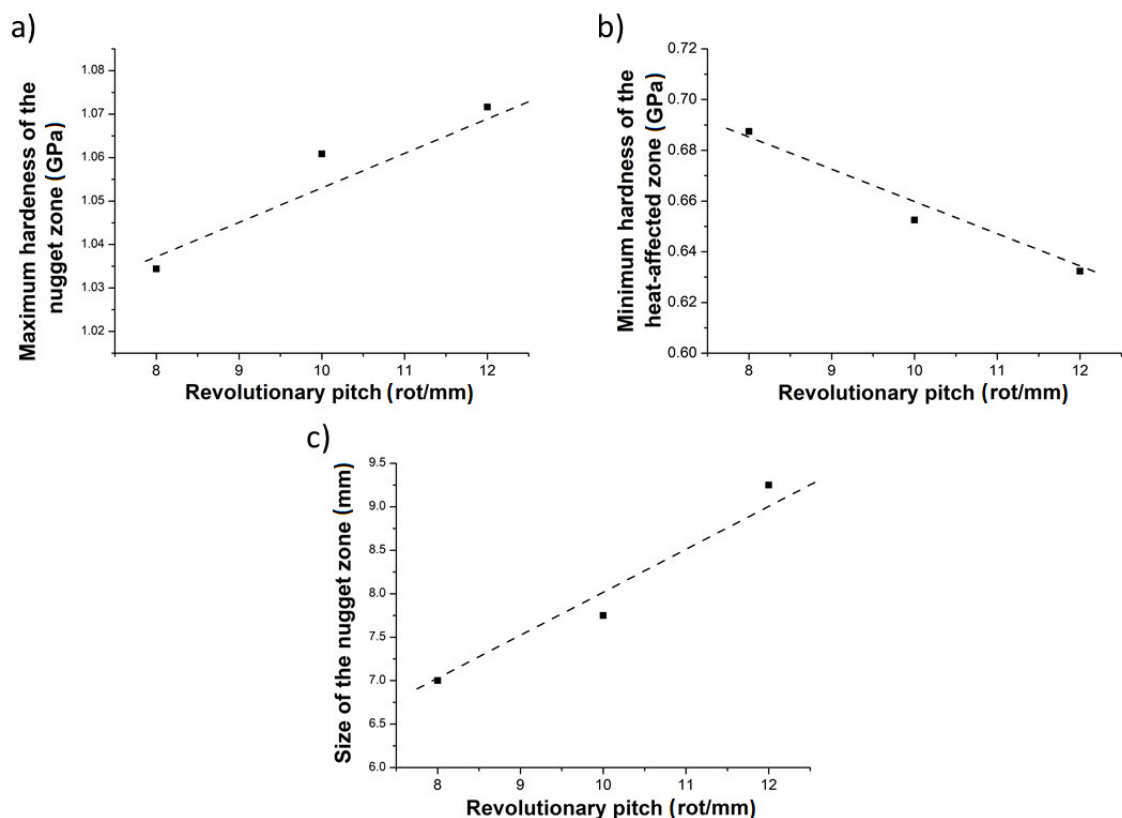 a)
Maximum hardeness of the
nugget zone (GPa)
1.08
1.07
1.06
1.05
1.04
1.03
1.02
8 9 10 11 12
Revolutionary pitch (rot/mm)
b)
Minimum hardness of the
heat-affected zone (GPa)
0.72
0.70
0.68
0.66
0.64
0.62
0.60
8 9 10 11 12
Revolutionary pitch (rot/mm)
c)
Size of the nugget zone (mm)
9.5
9.0
8.5
8.0
7.5
7.0
6.5
6.0
8 9 10 11 12
Revolutionary pitch (rot/mm)